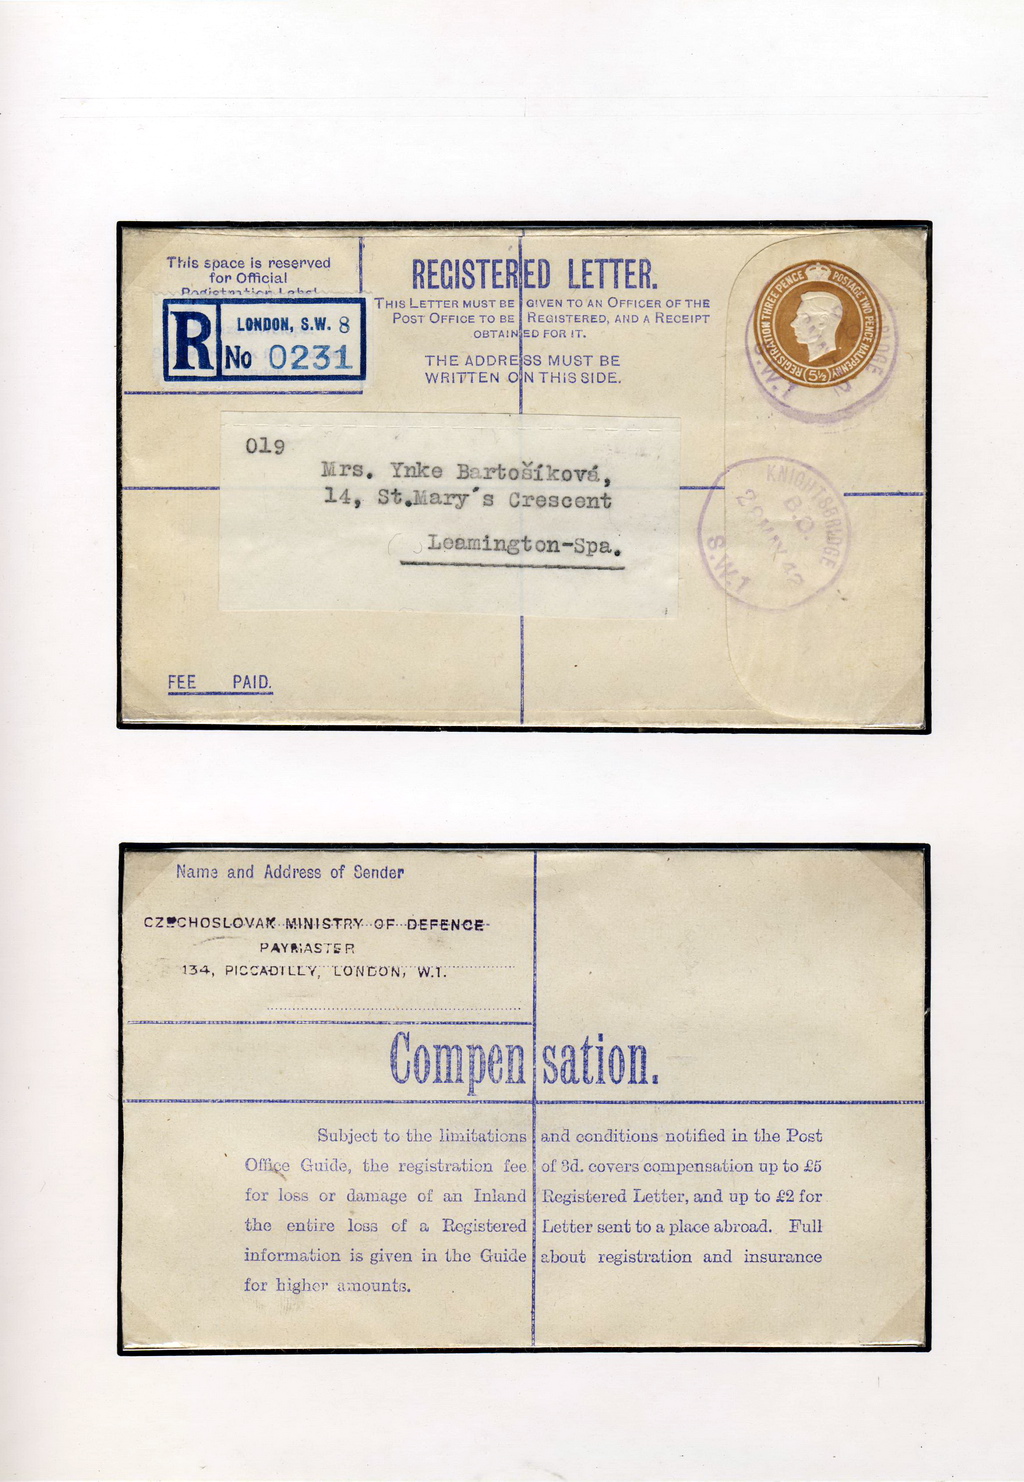 This space is reserved
for Official
Registration Label
R
LONDON, S.W. 8
No 0231
REGISTERED LETTER.
THIS LETTER MUST BE GIVEN TO AN OFFICER OF THE
POST OFFICE TO BE REGISTERED, AND A RECEIPT
OBTAINED FOR IT.
THE ADDRESS MUST BE
WRITTEN ON THIS SIDE.
REGISTRATION THREE PENCE POSTAGE TWO PENCE HALFPENNY
(5½)
S.W.1
019
Mrs. Ynke Bartošíková,
14, St.Mary's Crescent
Leamington-Spa.
KNIGHTSBRIDGE
B.O.
MY 42
S.W.1
FEE PAID.
Name and Address of Sender
CZECHOSLOVAK MINISTRY OF DEFENCE
PAYMASTER
134, PICCADILLY, LONDON, W.1.
Compensation.
Subject to the limitations and conditions notified in the Post
Office Guide, the registration fee of 3d. covers compensation up to £5
for loss or damage of an Inland Registered Letter, and up to £2 for
the entire loss of a Registered Letter sent to a place abroad. Full
information is given in the Guide about registration and insurance
for higher amounts.